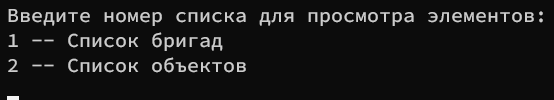 Введите номер списка для просмотра элементов:
1 -- Список бригад
2 -- Список объектов